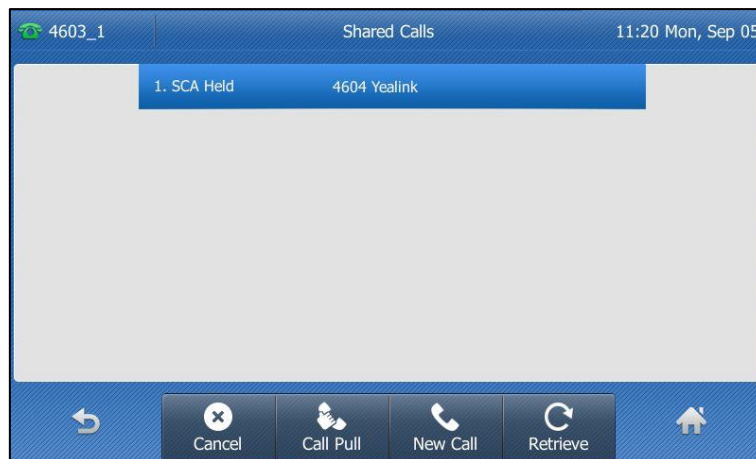 4603_1 Shared Calls 11:20 Mon, Sep 05
1. SCA Held 4604 Yealink
Cancel Call Pull New Call Retrieve